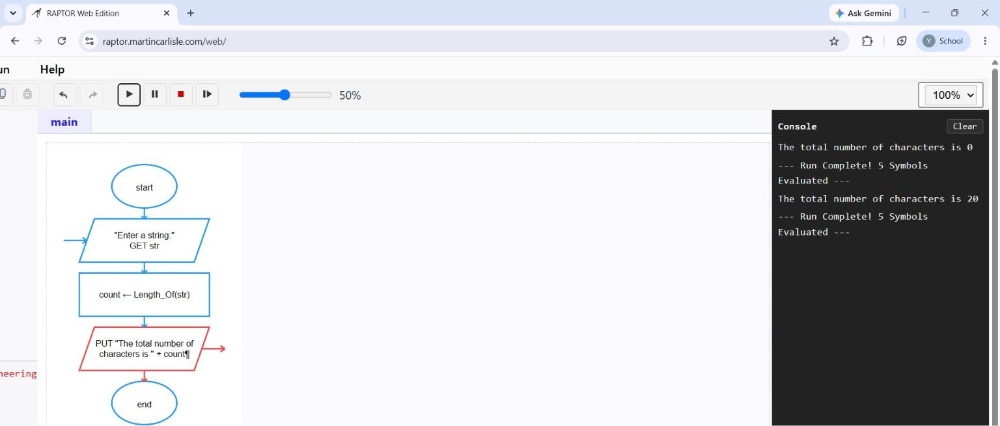 RAPTOR Web Edition
Ask Gemini
raptor.martincarlisle.com/web/
Y School
un Help
50%
100%
main
Console
Clear
The total number of characters is 0
--- Run Complete! 5 Symbols
Evaluated ---
The total number of characters is 20
--- Run Complete! 5 Symbols
Evaluated ---
start
"Enter a string:"
GET str
count ← Length_Of(str)
PUT "The total number of
characters is " + count¶
end
neering